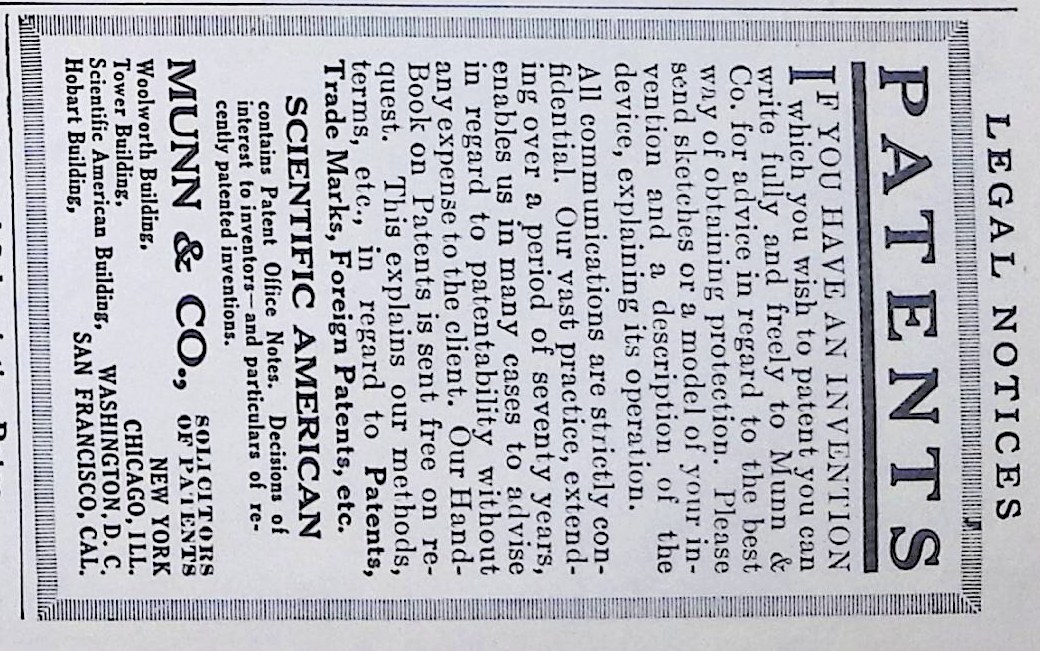 LEGAL NOTICES
PATENTS
IF YOU HAVE AN INVENTION
which you wish to patent you can
write fully and freely to Munn &
Co. for advice in regard to the best
way of obtaining protection. Please
send sketches or a model of your in-
vention and a description of the
device, explaining its operation.
All communications are strictly con-
fidential. Our vast practice, extend-
ing over a period of seventy years,
enables us in many cases to advise
in regard to patentability without
any expense to the client. Our Hand-
Book on Patents is sent free on re-
quest. This explains our methods,
terms, etc., in regard to Patents,
Trade Marks, Foreign Patents, etc.
SCIENTIFIC AMERICAN
contains Patent Office Notes. Decisions of
interest to inventors—and particulars of re-
cently patented inventions.
MUNN & CO., SOLICITORS OF PATENTS
Woolworth Building, NEW YORK
Tower Building, CHICAGO, ILL.
Scientific American Building, WASHINGTON, D. C.
Hobart Building, SAN FRANCISCO, CAL.